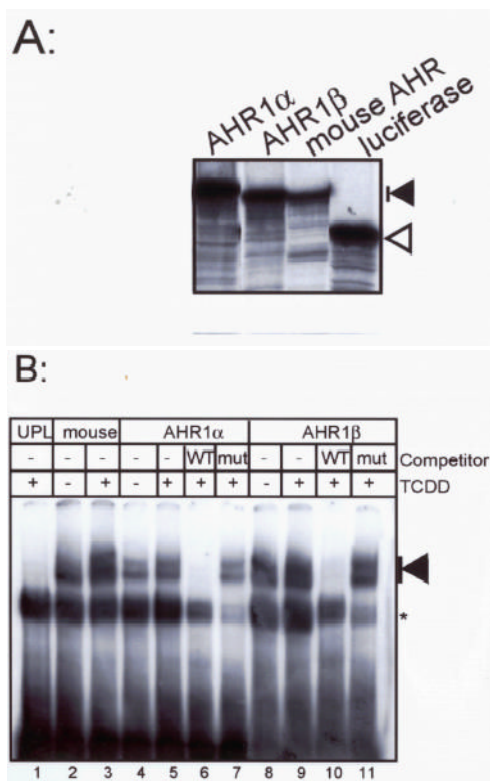 A:
AHR1α
AHR1β
mouse AHR
luciferase
B:
UPL mouse AHR1α AHR1β
- - - - - WT mut - - WT mut Competitor
+ - + - + + + - + + + TCDD
*
1 2 3 4 5 6 7 8 9 10 11